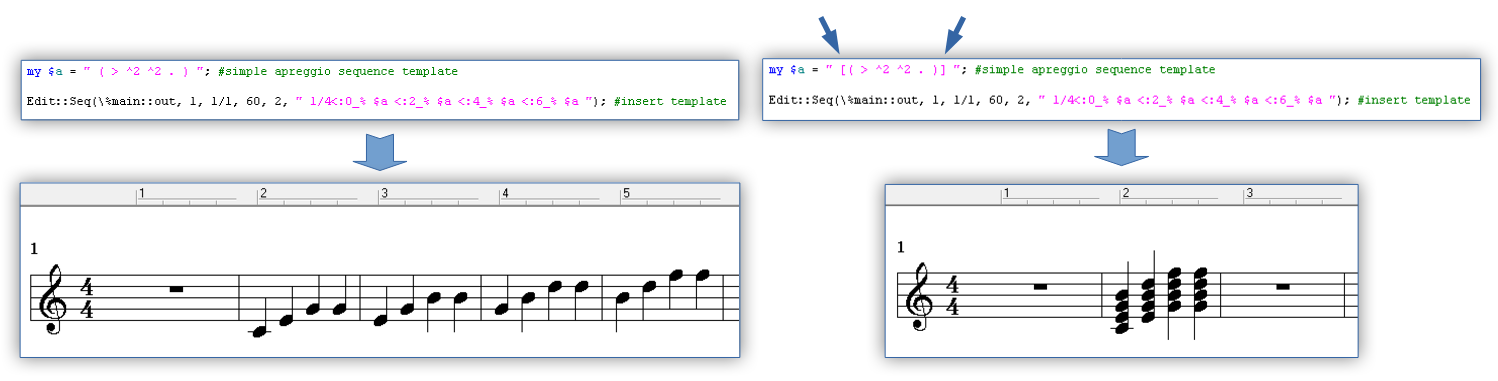 my $a = " ( > ^2 ^2 . ) "; #simple apreggio sequence template
Edit::Seq(\%main::out, 1, 1/1, 60, 2, " 1/4<:0_% $a <:2_% $a <:4_% $a <:6_% $a "); #insert template
1 2 3 4 5
1
4
4
my $a = " [( > ^2 ^2 . )] "; #simple apreggio sequence template
Edit::Seq(\%main::out, 1, 1/1, 60, 2, " 1/4<:0_% $a <:2_% $a <:4_% $a <:6_% $a "); #insert template
1 2 3
1
4
4